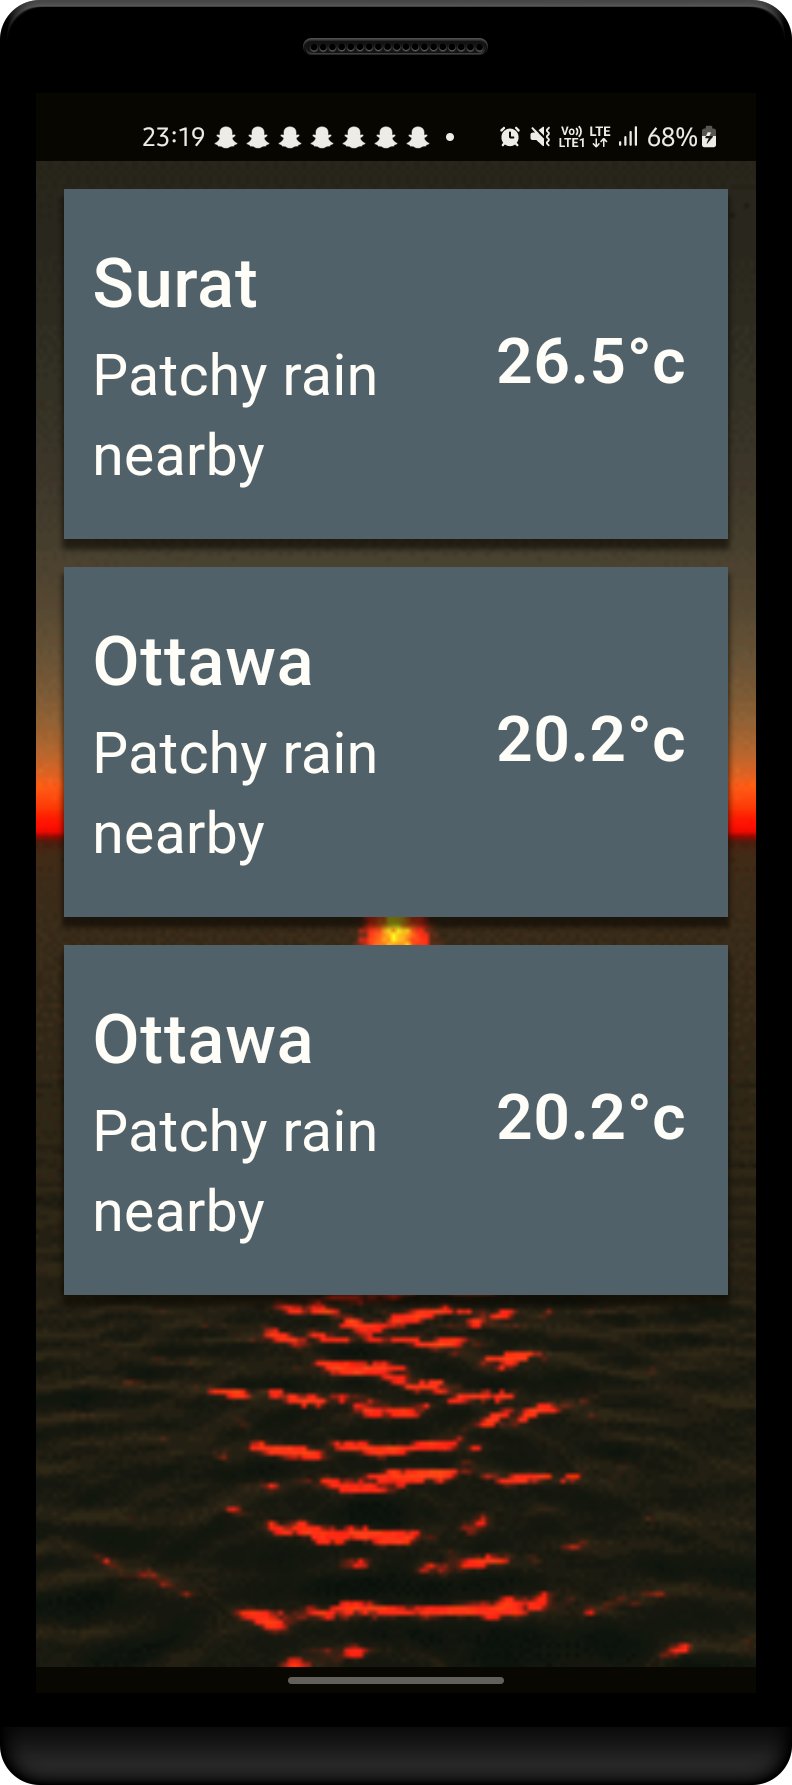 23:19 Vo)) LTE1 LTE 68%
Surat
Patchy rain
nearby
26.5°c
Ottawa
Patchy rain
nearby
20.2°c
Ottawa
Patchy rain
nearby
20.2°c